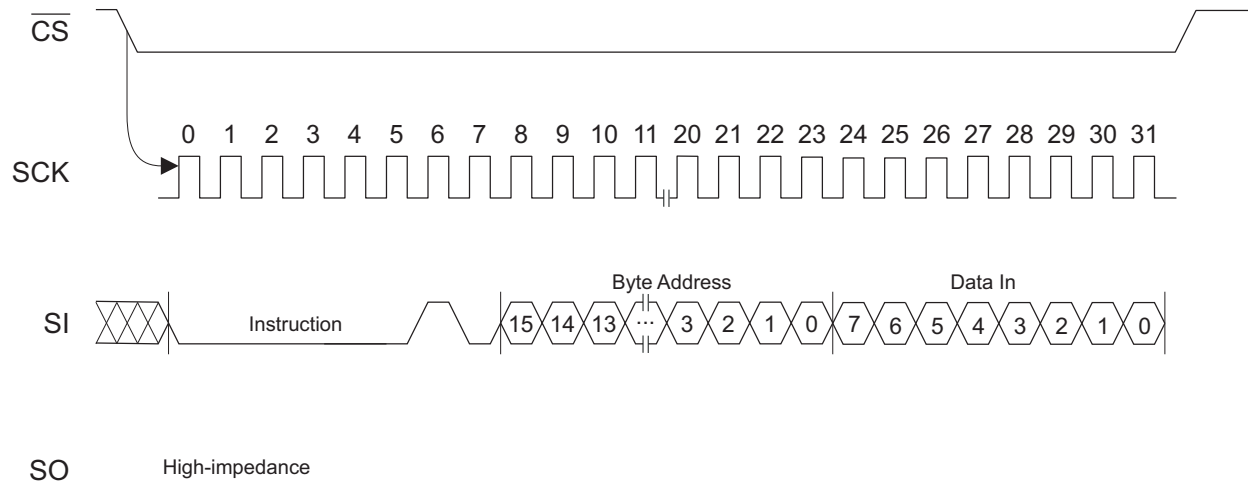 CS
0 1 2 3 4 5 6 7 8 9 10 11 20 21 22 23 24 25 26 27 28 29 30 31
SCK
Byte Address Data In
SI Instruction 15 14 13 ... 3 2 1 0 7 6 5 4 3 2 1 0
SO High-impedance